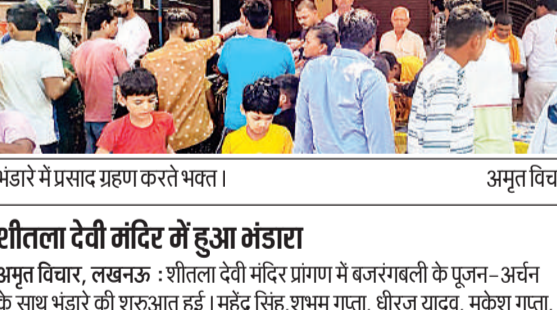 भंडारे में प्रसाद ग्रहण करते भक्त। अमृत विच
शीतला देवी मंदिर में हुआ भंडारा
अमृत विचार, लखनऊ : शीतला देवी मंदिर प्रांगण में बजरंगबली के पूजन-अर्चन
के साथ भंडारे की शुरुआत हुई। महेंद्र सिंह, शुभम गुप्ता, धीरज यादव, मुकेश गुप्ता,